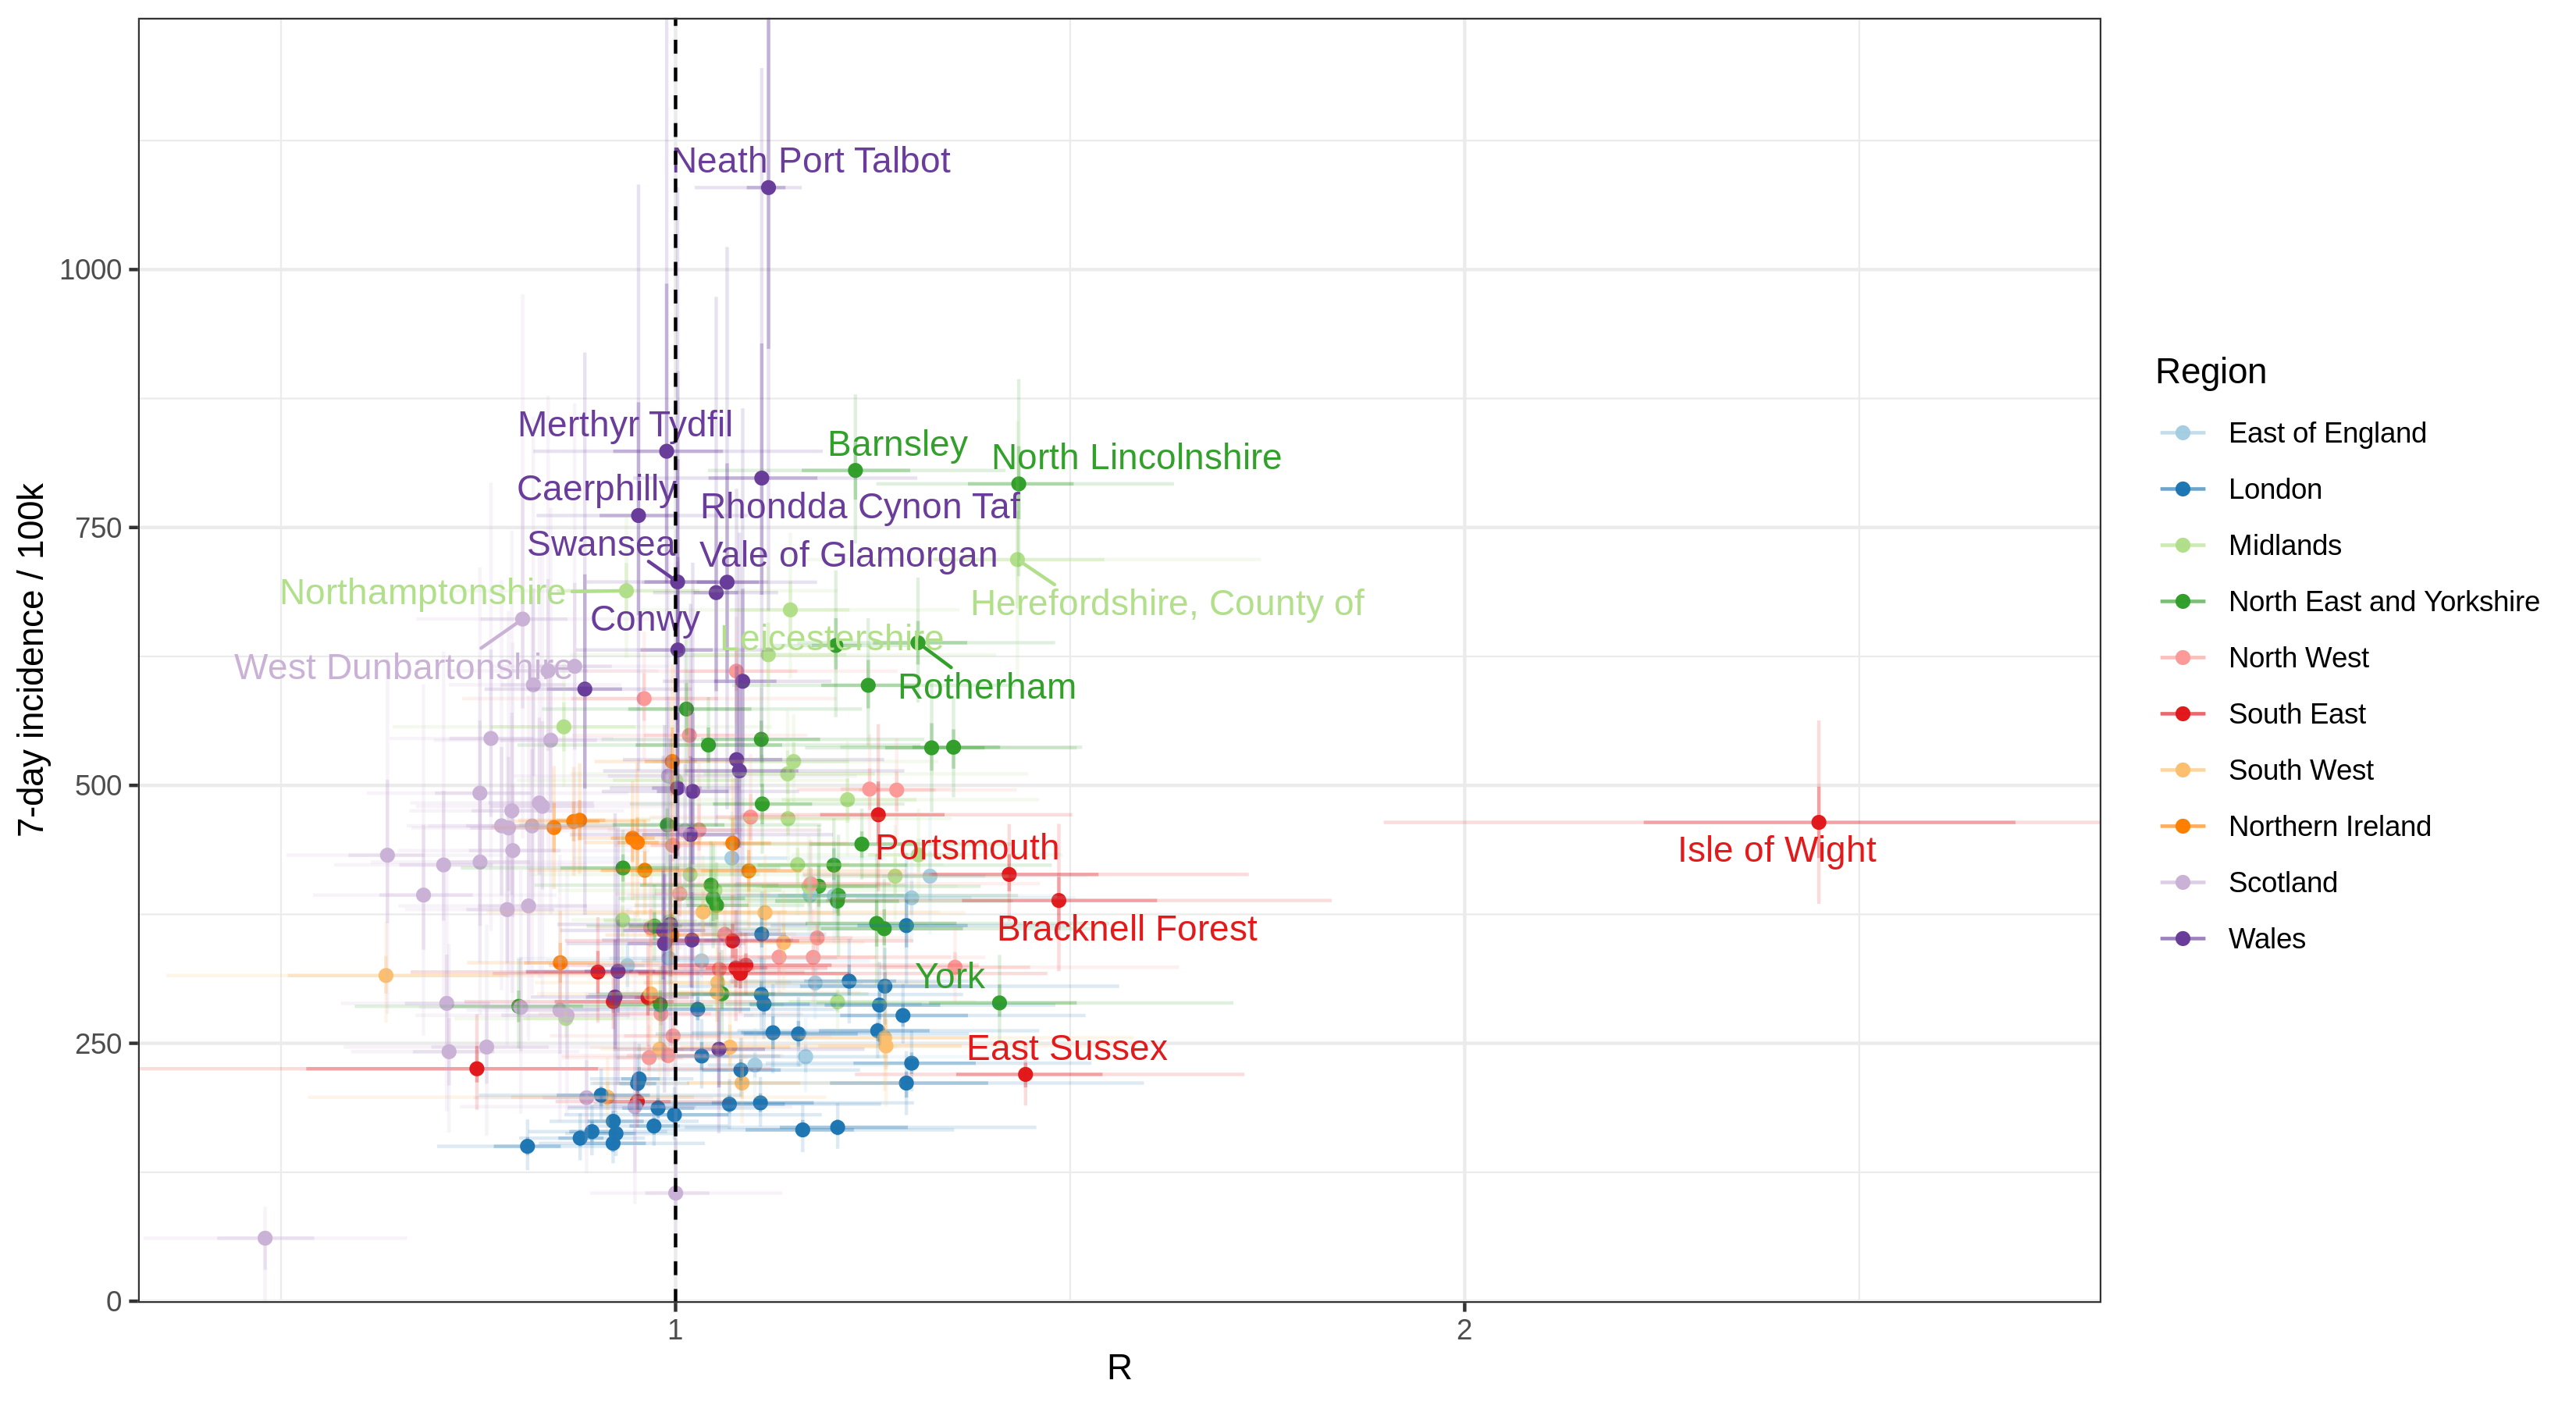 Neath Port Talbot
Merthyr Tydfil
Barnsley
North Lincolnshire
Caerphilly
Rhondda Cynon Taf
Swansea
Vale of Glamorgan
Northamptonshire
Herefordshire, County of
Conwy
Leicestershire
West Dunbartonshire
Rotherham
Portsmouth
Isle of Wight
Bracknell Forest
York
East Sussex
1000
750
500
250
0
1
2
R
7-day incidence / 100k
Region
East of England
London
Midlands
North East and Yorkshire
North West
South East
South West
Northern Ireland
Scotland
Wales